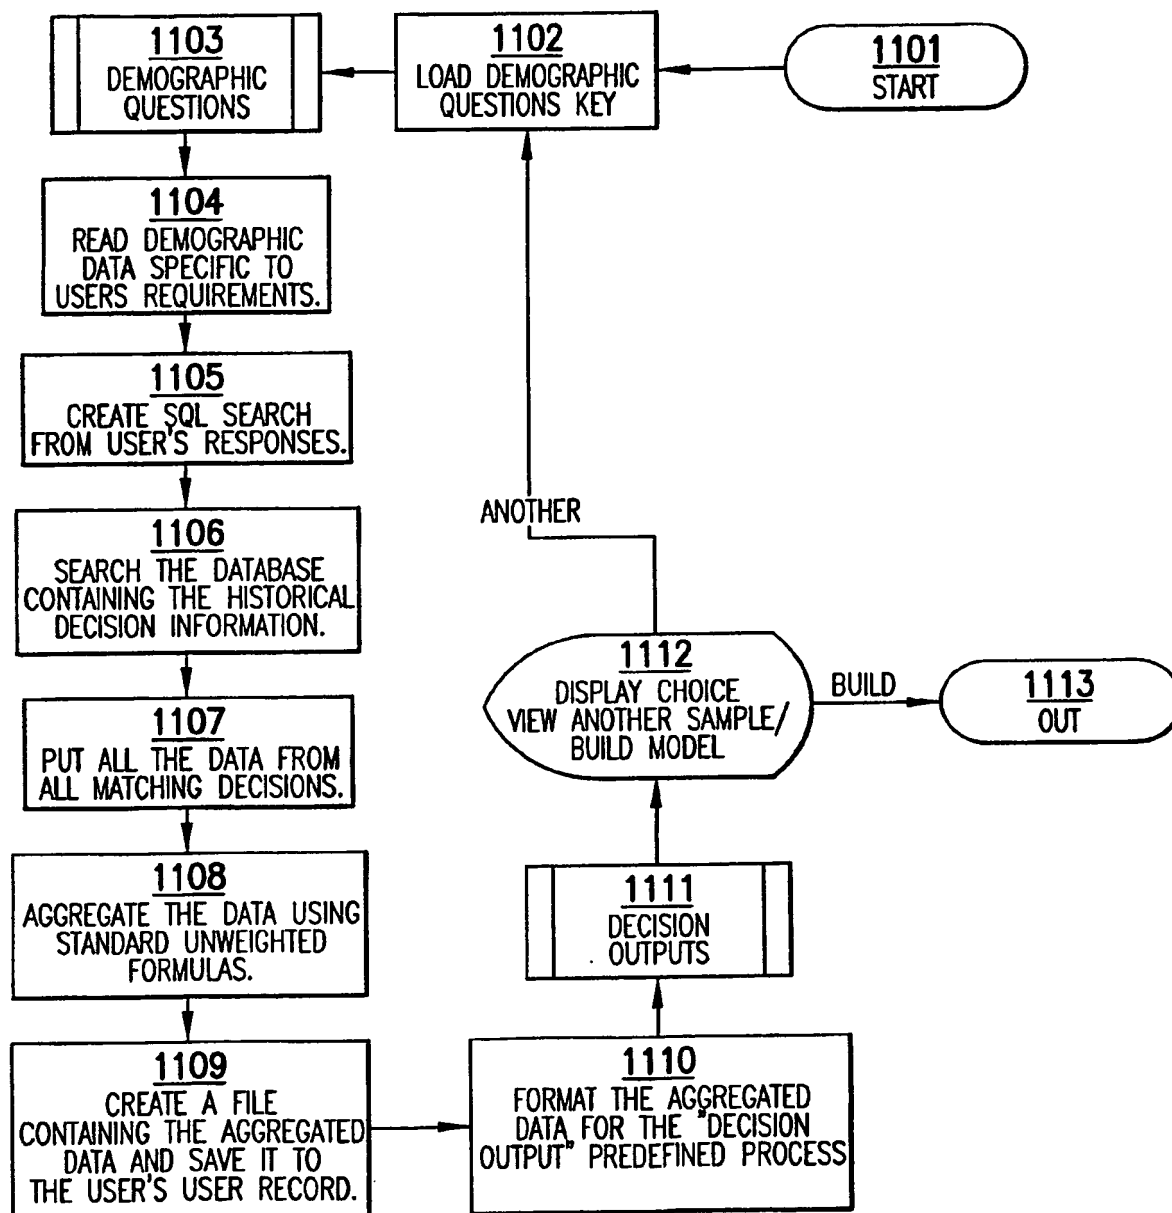 1101
START
1102
LOAD DEMOGRAPHIC
QUESTIONS KEY
1103
DEMOGRAPHIC
QUESTIONS
1104
READ DEMOGRAPHIC
DATA SPECIFIC TO
USERS REQUIREMENTS.
1105
CREATE SQL SEARCH
FROM USER'S RESPONSES.
1106
SEARCH THE DATABASE
CONTAINING THE HISTORICAL
DECISION INFORMATION.
1107
PUT ALL THE DATA FROM
ALL MATCHING DECISIONS.
1108
AGGREGATE THE DATA USING
STANDARD UNWEIGHTED
FORMULAS.
1109
CREATE A FILE
CONTAINING THE AGGREGATED
DATA AND SAVE IT TO
THE USER'S USER RECORD.
1110
FORMAT THE AGGREGATED
DATA FOR THE "DECISION
OUTPUT" PREDEFINED PROCESS
1111
DECISION
OUTPUTS
1112
DISPLAY CHOICE
VIEW ANOTHER SAMPLE/
BUILD MODEL
ANOTHER
BUILD
1113
OUT